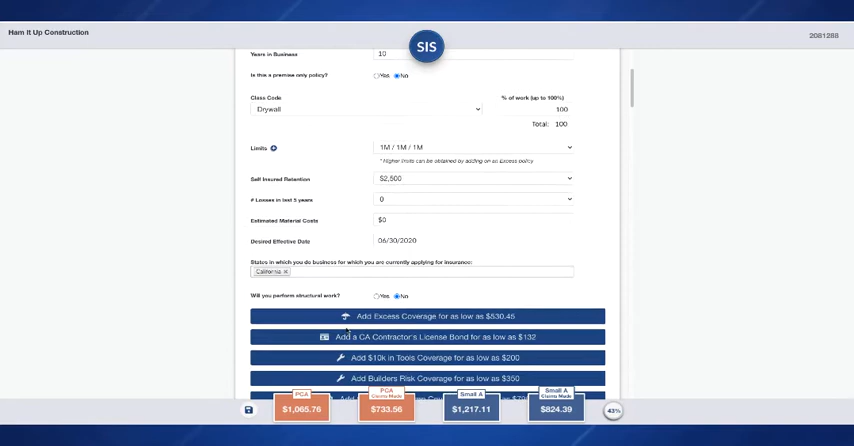 Ham It Up Construction
2081288
SIS
Years in Business 10
Is this a premise only policy? Yes No
Class Code % of work (up to 100%)
Drywall 100
Total: 100
Limits 1M / 1M / 1M
* Higher limits can be obtained by adding on an Excess policy
Self Insured Retention $2,500
# Losses in last 5 years 0
Estimated Material Costs $0
Desired Effective Date 06/30/2020
States in which you do business for which you are currently applying for insurance:
California ×
Will you perform structural work? Yes No
Add Excess Coverage for as low as $530.45
Add a CA Contractor's License Bond for as low as $132
Add $10k in Tools Coverage for as low as $200
Add Builders Risk Coverage for as low as $350
PCA
$1,065.76
PCA
Claims Made
$733.56
Small A
$1,217.11
Small A
Claims Made
$824.39
43%